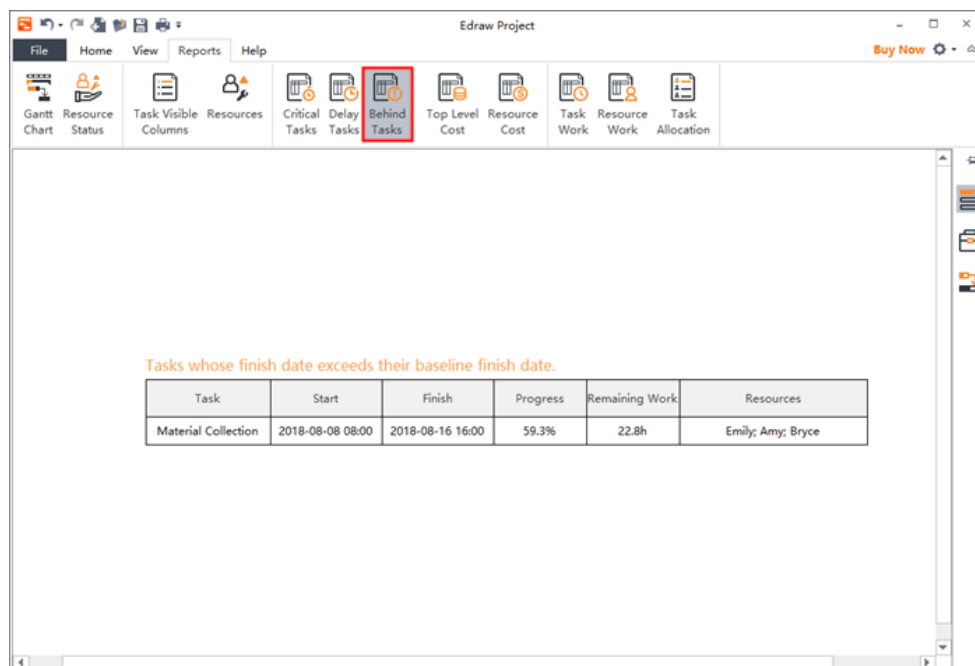 Edraw Project
File Home View Reports Help
Buy Now
Gantt Chart
Resource Status
Task Visible Columns
Resources
Critical Tasks
Delay Tasks
Behind Tasks
Top Level Cost
Resource Cost
Task Work
Resource Work
Task Allocation
Tasks whose finish date exceeds their baseline finish date.
Task Start Finish Progress Remaining Work Resources
Material Collection 2018-08-08 08:00 2018-08-16 16:00 59.3% 22.8h Emily; Amy; Bryce